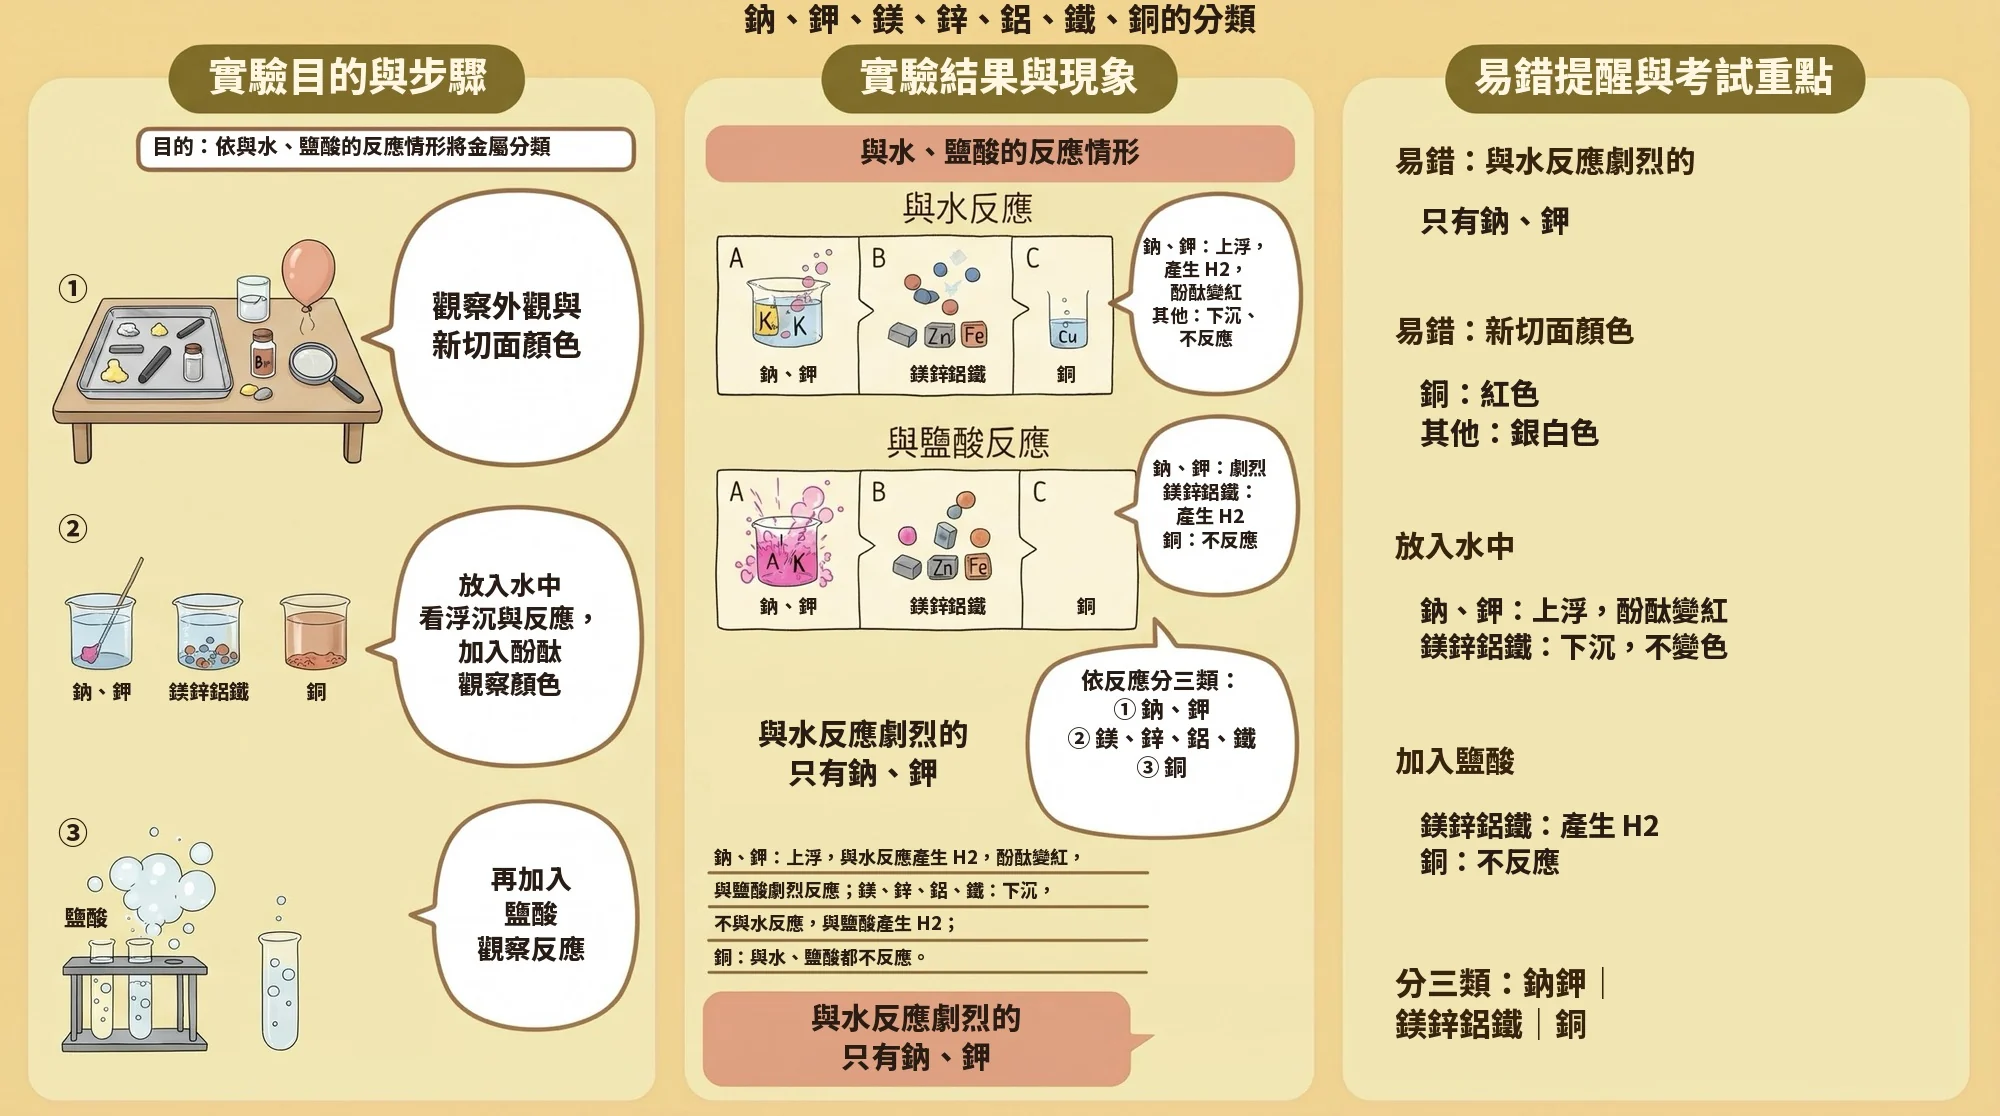 鈉、鉀、鎂、鋅、鋁、鐵、銅的分類
實驗目的與步驟
目的：依與水、鹽酸的反應情形將金屬分類
①
觀察外觀與
新切面顏色
②
放入水中
看浮沉與反應，
加入酚酞
觀察顏色
鈉、鉀
鎂鋅鋁鐵
銅
③
鹽酸
再加入
鹽酸
觀察反應
實驗結果與現象
與水、鹽酸的反應情形
與水反應
A
B
C
K
K
Zn
Fe
Cu
鈉、鉀
鎂鋅鋁鐵
銅
鈉、鉀：上浮，
產生 H2，
酚酞變紅
其他：下沉、
不反應
與鹽酸反應
A
B
C
A
K
Zn
Fe
鈉、鉀
鎂鋅鋁鐵
銅
鈉、鉀：劇烈
鎂鋅鋁鐵：
產生 H2
銅：不反應
與水反應劇烈的
只有鈉、鉀
依反應分三類：
①鈉、鉀
②鎂、鋅、鋁、鐵
③銅
鈉、鉀：上浮，與水反應產生 H2，酚酞變紅，
與鹽酸劇烈反應；鎂、鋅、鋁、鐵：下沉，
不與水反應，與鹽酸產生 H2；
銅：與水、鹽酸都不反應。
與水反應劇烈的
只有鈉、鉀
易錯提醒與考試重點
易錯：與水反應劇烈的
只有鈉、鉀
易錯：新切面顏色
銅：紅色
其他：銀白色
放入水中
鈉、鉀：上浮，酚酞變紅
鎂鋅鋁鐵：下沉，不變色
加入鹽酸
鎂鋅鋁鐵：產生 H2
銅：不反應
分三類：鈉鉀｜
鎂鋅鋁鐵｜銅